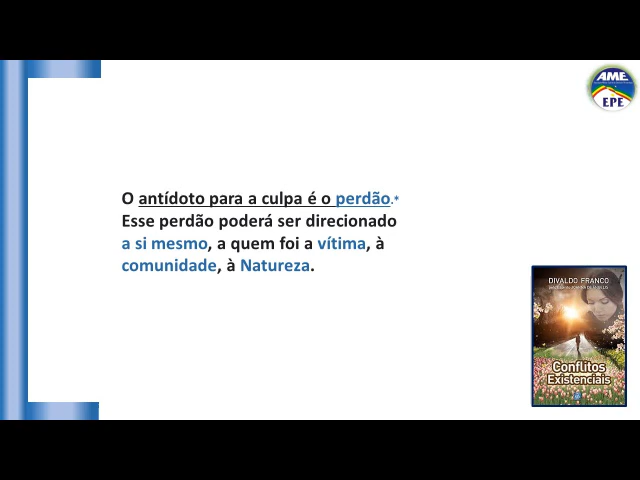 AME
EPE
O antídoto para a culpa é o perdão.*
Esse perdão poderá ser direcionado
a si mesmo, a quem foi a vítima, à
comunidade, à Natureza.
DIVALDO FRANCO
Conflitos
Existenciais